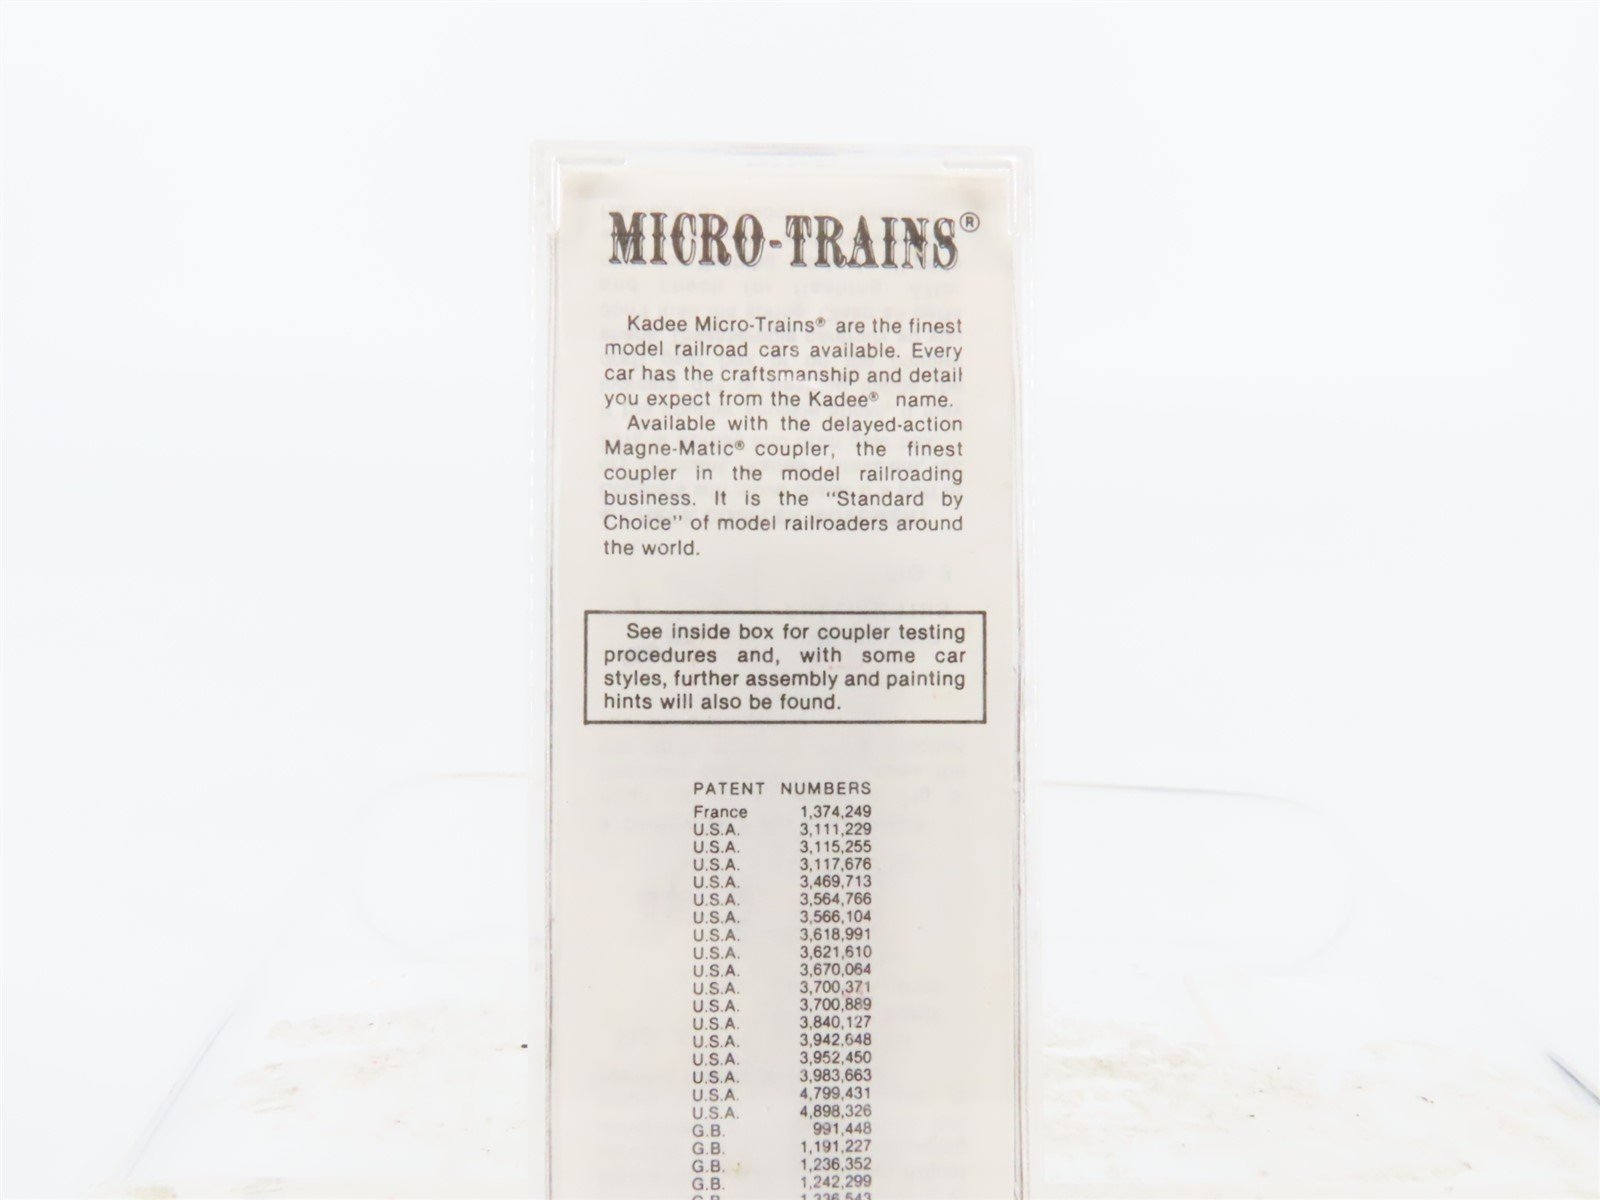 MICRO-TRAINS®
Kadee Micro-Trains® are the finest
model railroad cars available. Every
car has the craftsmanship and detail
you expect from the Kadee® name.
Available with the delayed-action
Magne-Matic® coupler, the finest
coupler in the model railroading
business. It is the "Standard by
Choice" of model railroaders around
the world.
See inside box for coupler testing
procedures and, with some car
styles, further assembly and painting
hints will also be found.
PATENT NUMBERS
France 1,374,249
U.S.A. 3,111,229
U.S.A. 3,115,255
U.S.A. 3,117,676
U.S.A. 3,469,713
U.S.A. 3,564,766
U.S.A. 3,566,104
U.S.A. 3,618,991
U.S.A. 3,621,610
U.S.A. 3,670,064
U.S.A. 3,700,371
U.S.A. 3,700,889
U.S.A. 3,840,127
U.S.A. 3,942,648
U.S.A. 3,952,450
U.S.A. 3,983,663
U.S.A. 4,799,431
U.S.A. 4,898,326
G.B. 991,448
G.B. 1,191,227
G.B. 1,236,352
G.B. 1,242,299
G.B.